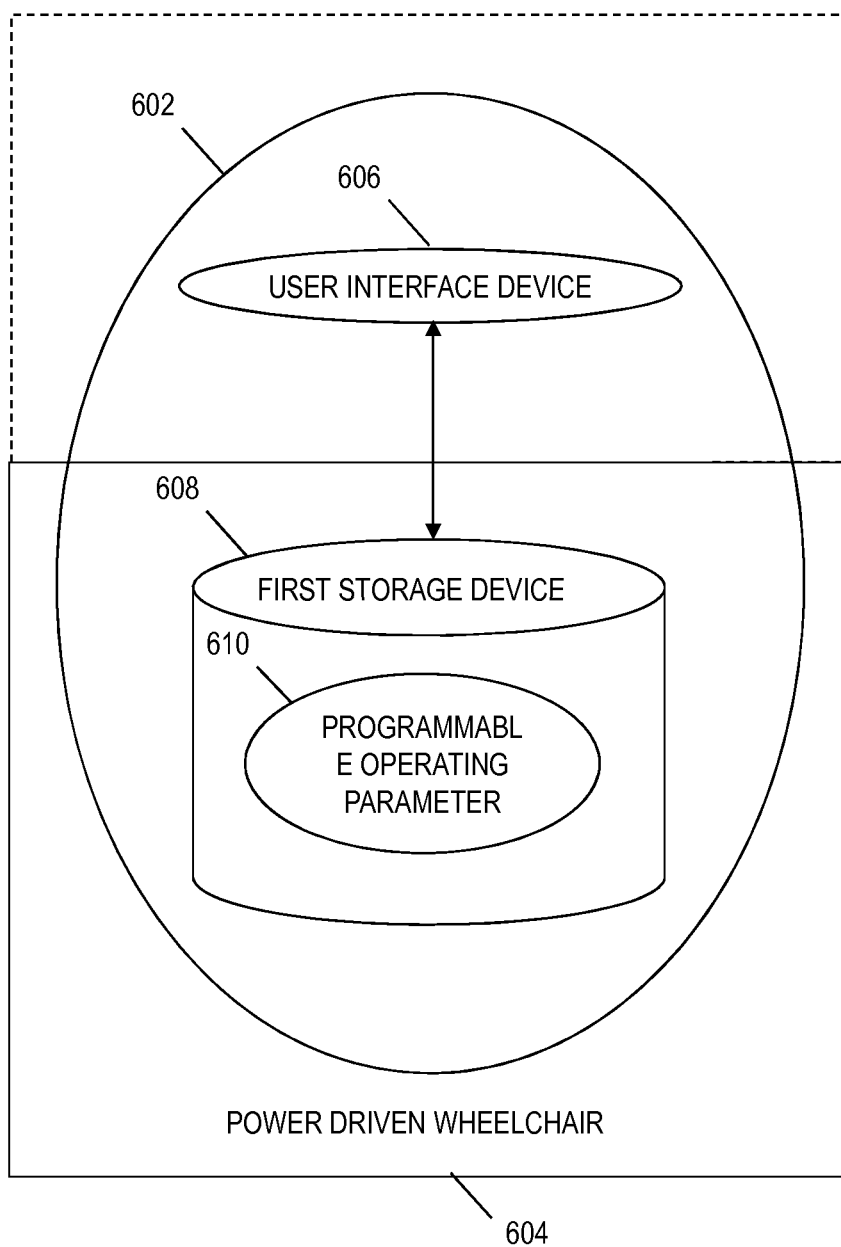 602
606
USER INTERFACE DEVICE
608
FIRST STORAGE DEVICE
610
PROGRAMMABL
E OPERATING
PARAMETER
POWER DRIVEN WHEELCHAIR
604